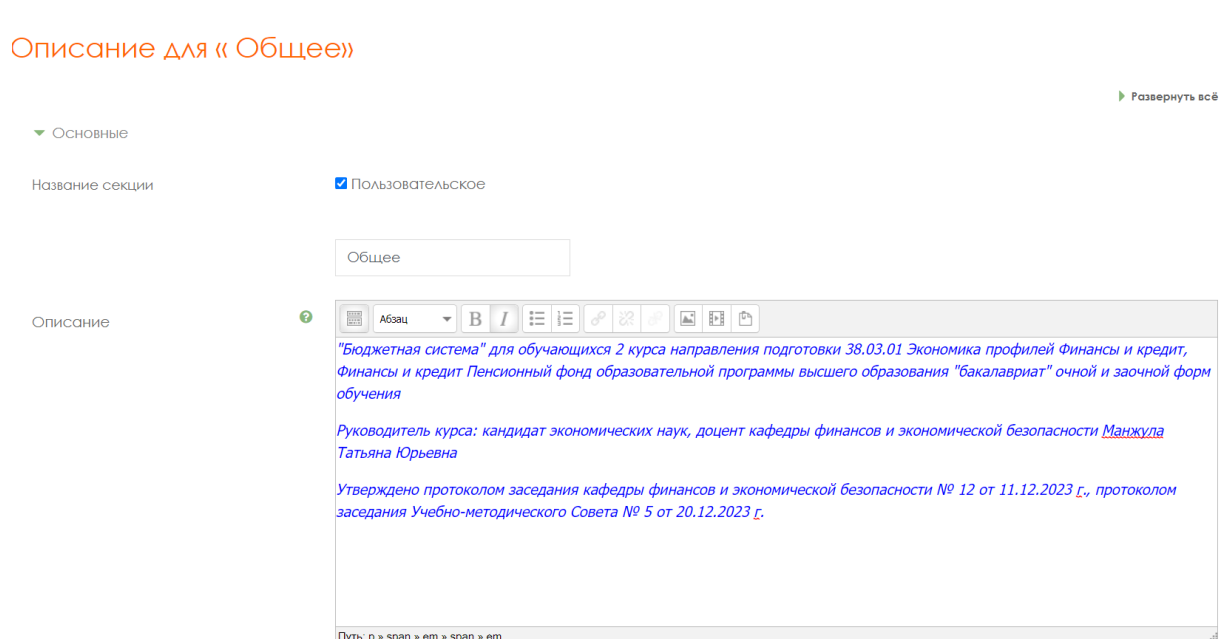 Описание для « Общее»
Развернуть всё
Основные
Название секции
Пользовательское
Общее
Описание
Абзац
B I
"Бюджетная система" для обучающихся 2 курса направления подготовки 38.03.01 Экономика профилей Финансы и кредит,
Финансы и кредит Пенсионный фонд образовательной программы высшего образования "бакалавриат" очной и заочной форм
обучения
Руководитель курса: кандидат экономических наук, доцент кафедры финансов и экономической безопасности Манжула
Татьяна Юрьевна
Утверждено протоколом заседания кафедры финансов и экономической безопасности № 12 от 11.12.2023 г., протоколом
заседания Учебно-методического Совета № 5 от 20.12.2023 г.
Путь: p » span » em » span » em